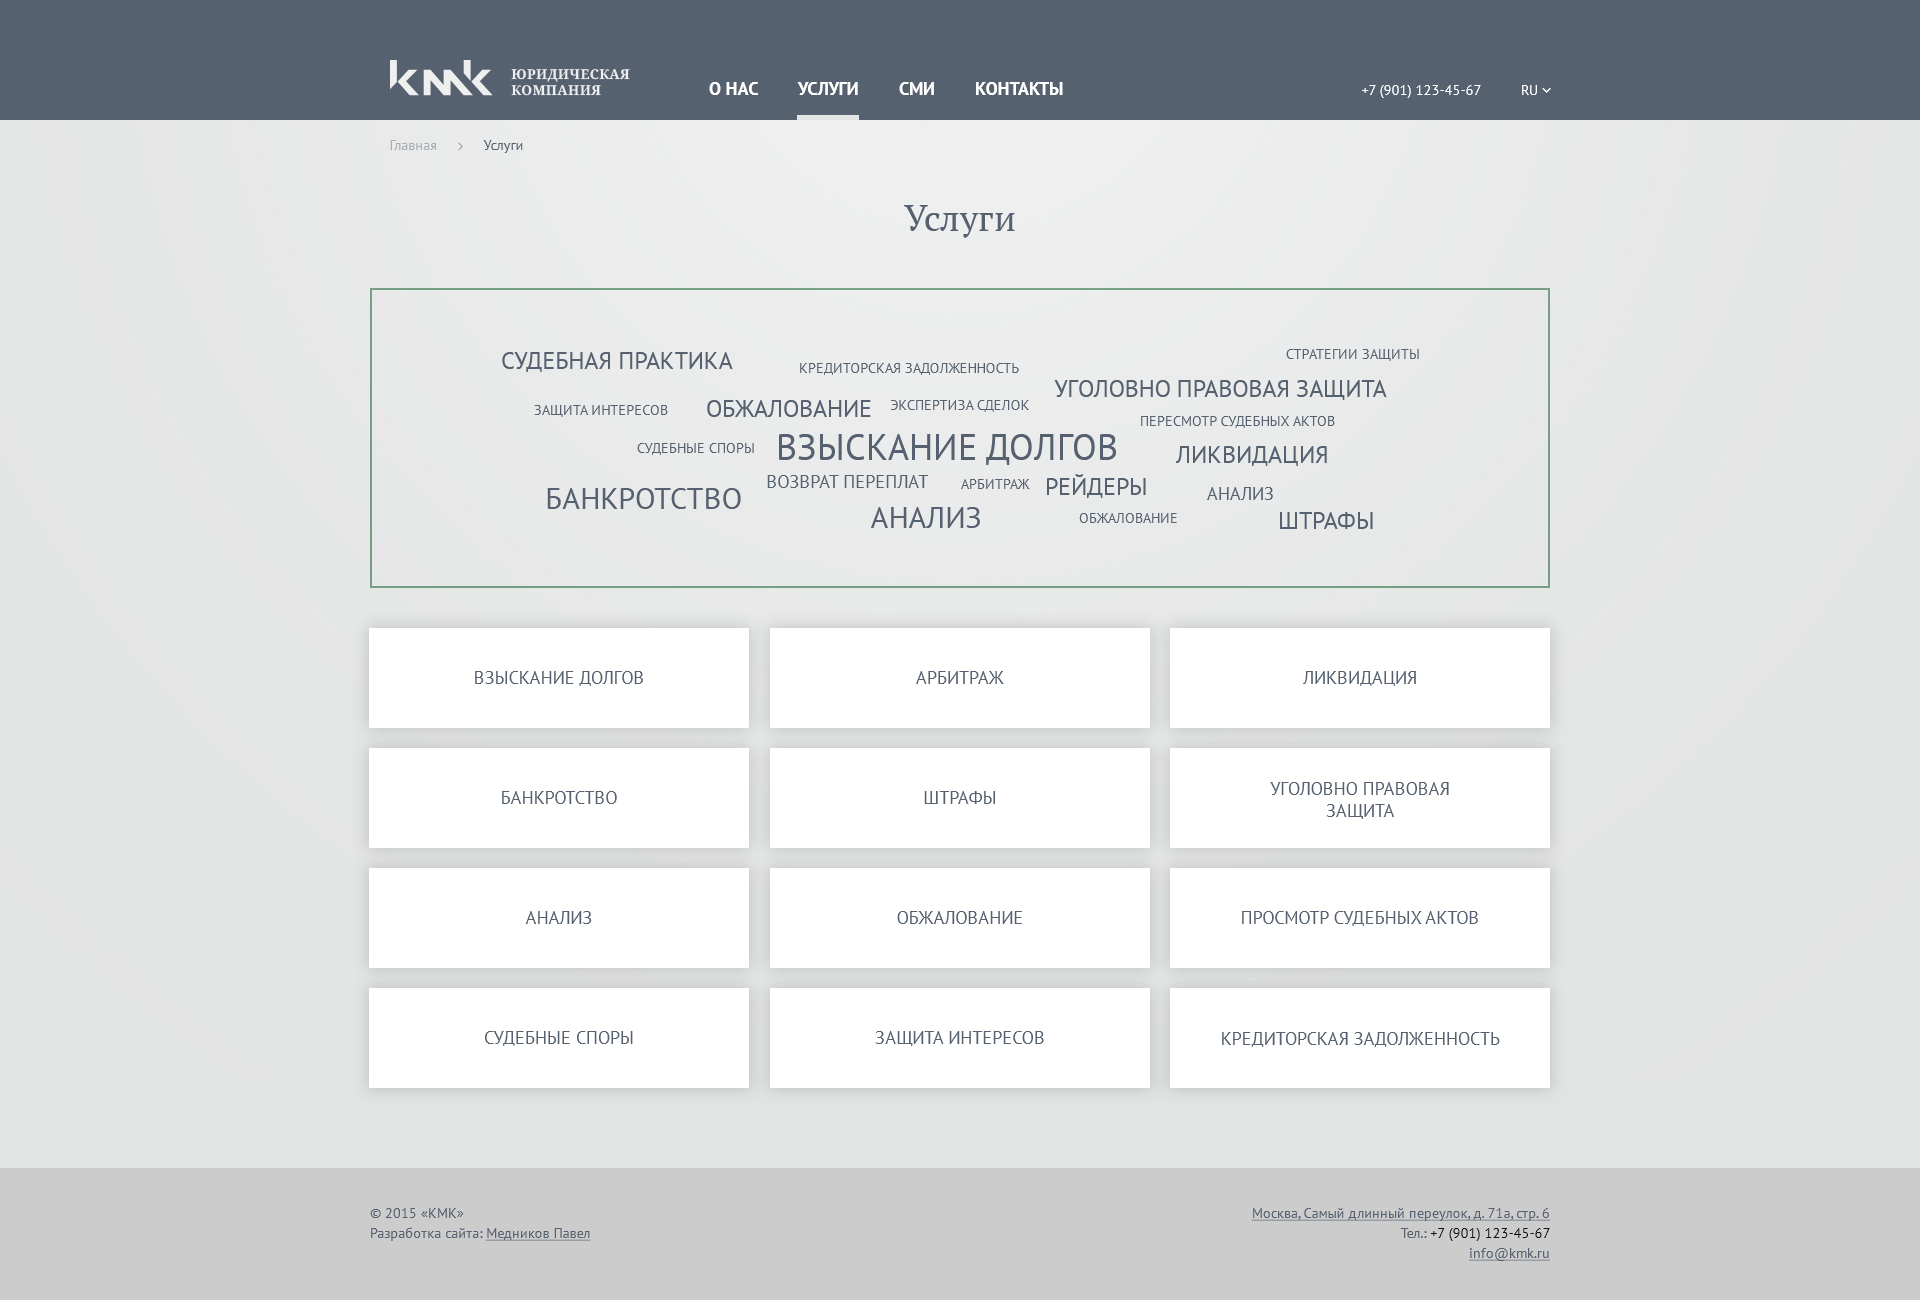 kmk
ЮРИДИЧЕСКАЯ
КОМПАНИЯ
О НАС
УСЛУГИ
СМИ
КОНТАКТЫ
+7 (901) 123-45-67
RU
Главная
Услуги
Услуги
СТРАТЕГИИ ЗАЩИТЫ
СУДЕБНАЯ ПРАКТИКА
КРЕДИТОРСКАЯ ЗАДОЛЖЕННОСТЬ
УГОЛОВНО ПРАВОВАЯ ЗАЩИТА
ЗАЩИТА ИНТЕРЕСОВ
ОБЖАЛОВАНИЕ
ЭКСПЕРТИЗА СДЕЛОК
ПЕРЕСМОТР СУДЕБНЫХ АКТОВ
СУДЕБНЫЕ СПОРЫ
ВЗЫСКАНИЕ ДОЛГОВ
ЛИКВИДАЦИЯ
ВОЗВРАТ ПЕРЕПЛАТ
АРБИТРАЖ
РЕЙДЕРЫ
АНАЛИЗ
БАНКРОТСТВО
АНАЛИЗ
ОБЖАЛОВАНИЕ
ШТРАФЫ
ВЗЫСКАНИЕ ДОЛГОВ
АРБИТРАЖ
ЛИКВИДАЦИЯ
БАНКРОТСТВО
ШТРАФЫ
УГОЛОВНО ПРАВОВАЯ
ЗАЩИТА
АНАЛИЗ
ОБЖАЛОВАНИЕ
ПРОСМОТР СУДЕБНЫХ АКТОВ
СУДЕБНЫЕ СПОРЫ
ЗАЩИТА ИНТЕРЕСОВ
КРЕДИТОРСКАЯ ЗАДОЛЖЕННОСТЬ
© 2015 «КМК»
Разработка сайта: Медников Павел
Москва, Самый длинный переулок, д. 71а, стр. 6
Тел.: +7 (901) 123-45-67
info@kmk.ru